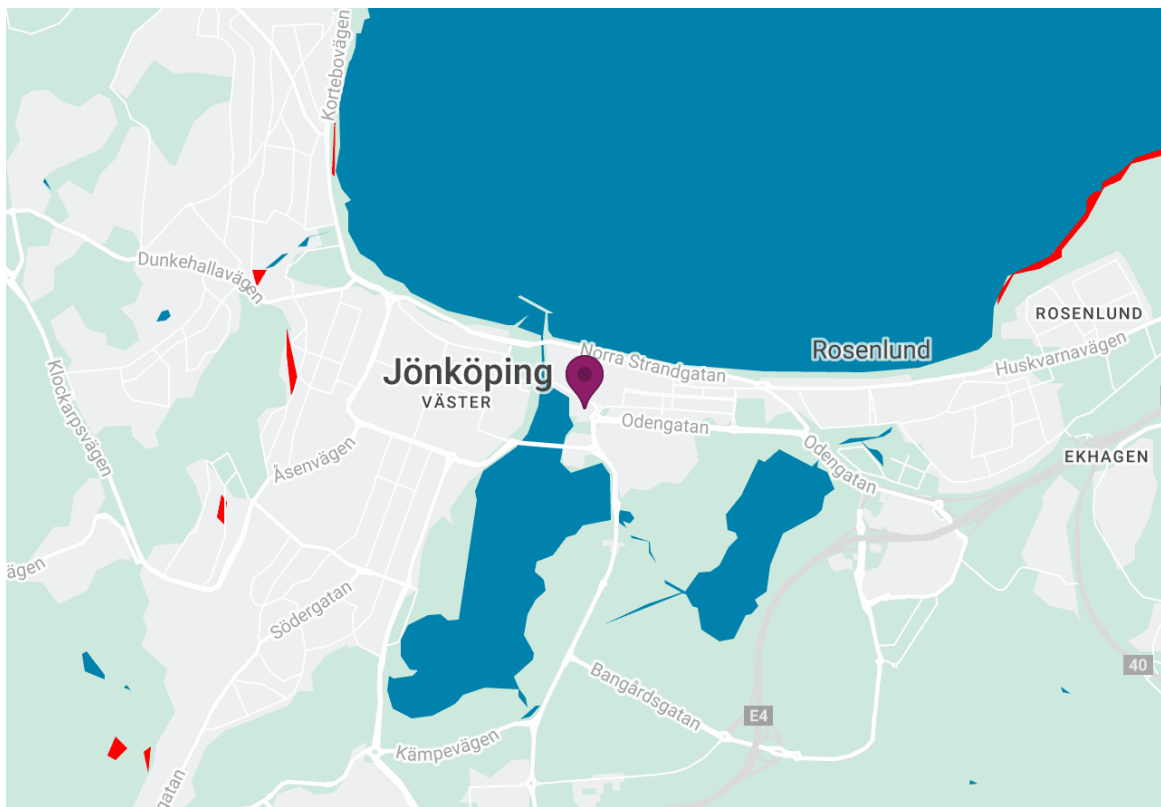 Kortebovägen
Dunkehallavägen
ROSENLUND
Rosenlund
Norra Strandgatan
Huskvarnavägen
Jönköping
VÄSTER
Klockarpsvägen
Odengatan
Odengatan
Åsenvägen
EKHAGEN
ägen
Södergatan
40
Bangårdsgatan
E4
Kämpevägen
gatan